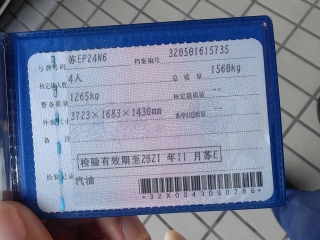 号牌号码 苏EP24N6 档案编号 320501615735
核定载人数 4人 总质量 1560kg
整备质量 1265kg 核定载质量 --
外廓尺寸 3723×1683×1430mm 准牵引总质量 --
备注
检验有效期至2021年11月苏E
检验记录 汽油
*32X0043090786*